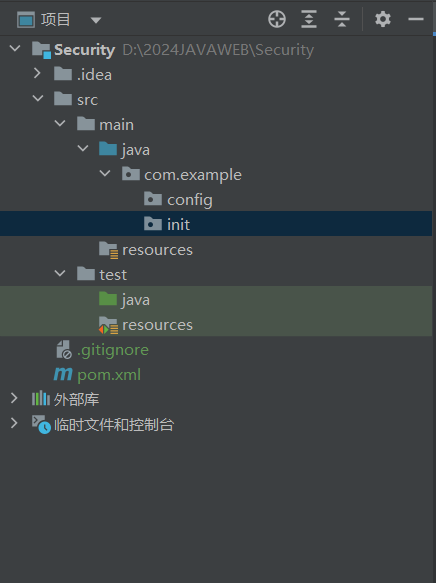 项目
Security D:\2024JAVAWEB\Security
.idea
src
main
java
com.example
config
init
resources
test
java
resources
.gitignore
pom.xml
外部库
临时文件和控制台